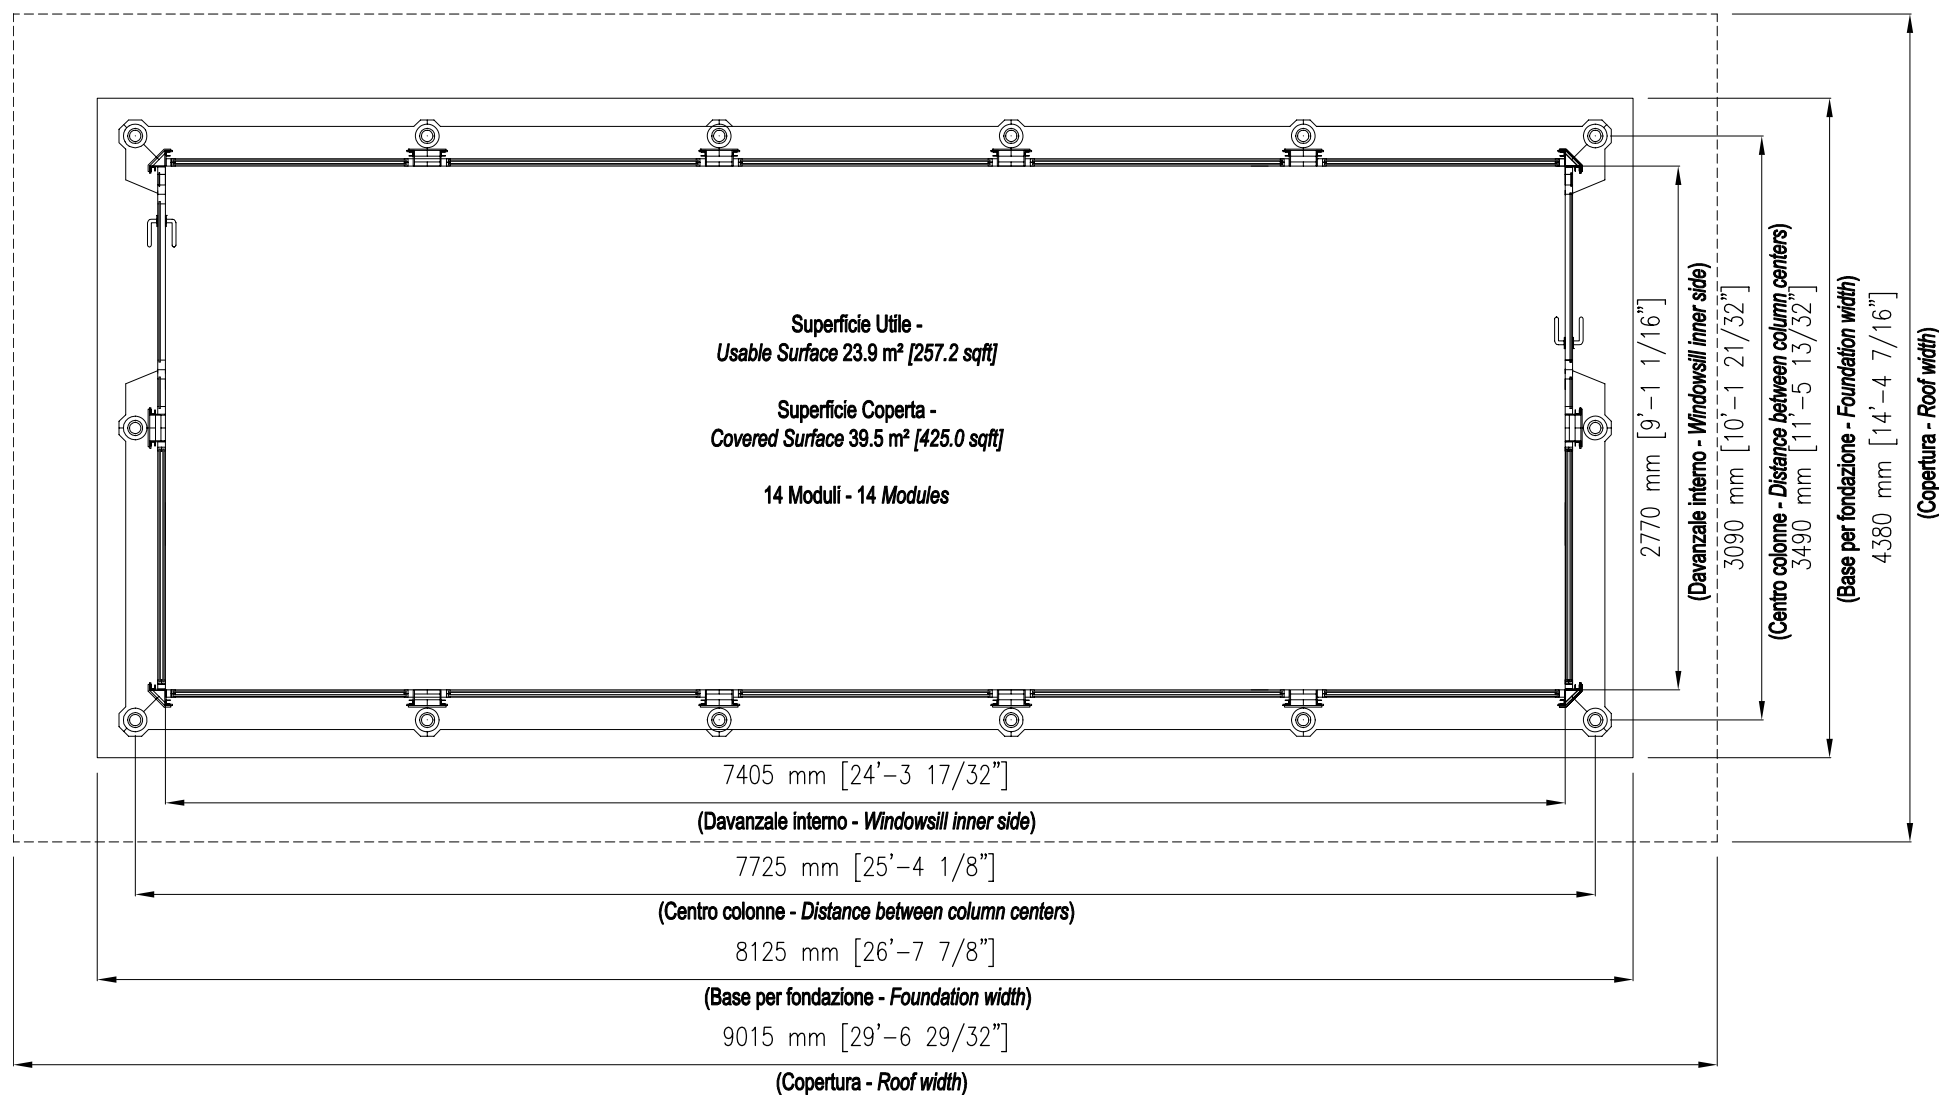 Superficie Utile -
Usable Surface 23.9 m² [257.2 sqft]
Superficie Coperta -
Covered Surface 39.5 m² [425.0 sqft]
14 Moduli - 14 Modules
2770 mm [9'-1 1/16"]
(Davanzale interno - Windowsill inner side)
3090 mm [10'-1 21/32"]
(Centro colonne - Distance between column centers)
3490 mm [11'-5 13/32"]
(Base per fondazione - Foundation width)
4380 mm [14'-4 7/16"]
(Copertura - Roof width)
7405 mm [24'-3 17/32"]
(Davanzale interno - Windowsill inner side)
7725 mm [25'-4 1/8"]
(Centro colonne - Distance between column centers)
8125 mm [26'-7 7/8"]
(Base per fondazione - Foundation width)
9015 mm [29'-6 29/32"]
(Copertura - Roof width)